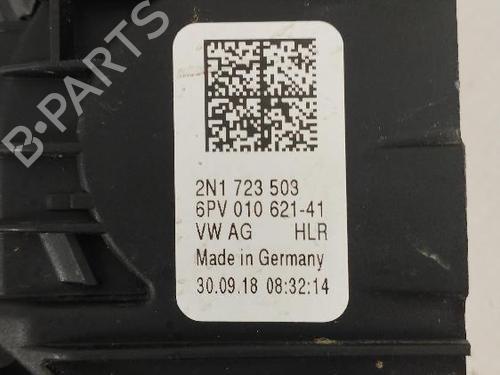 B-PARTS
2N1 723 503
6PV 010 621-41
VW AG HLR
Made in Germany
30.09.18 08:32:14